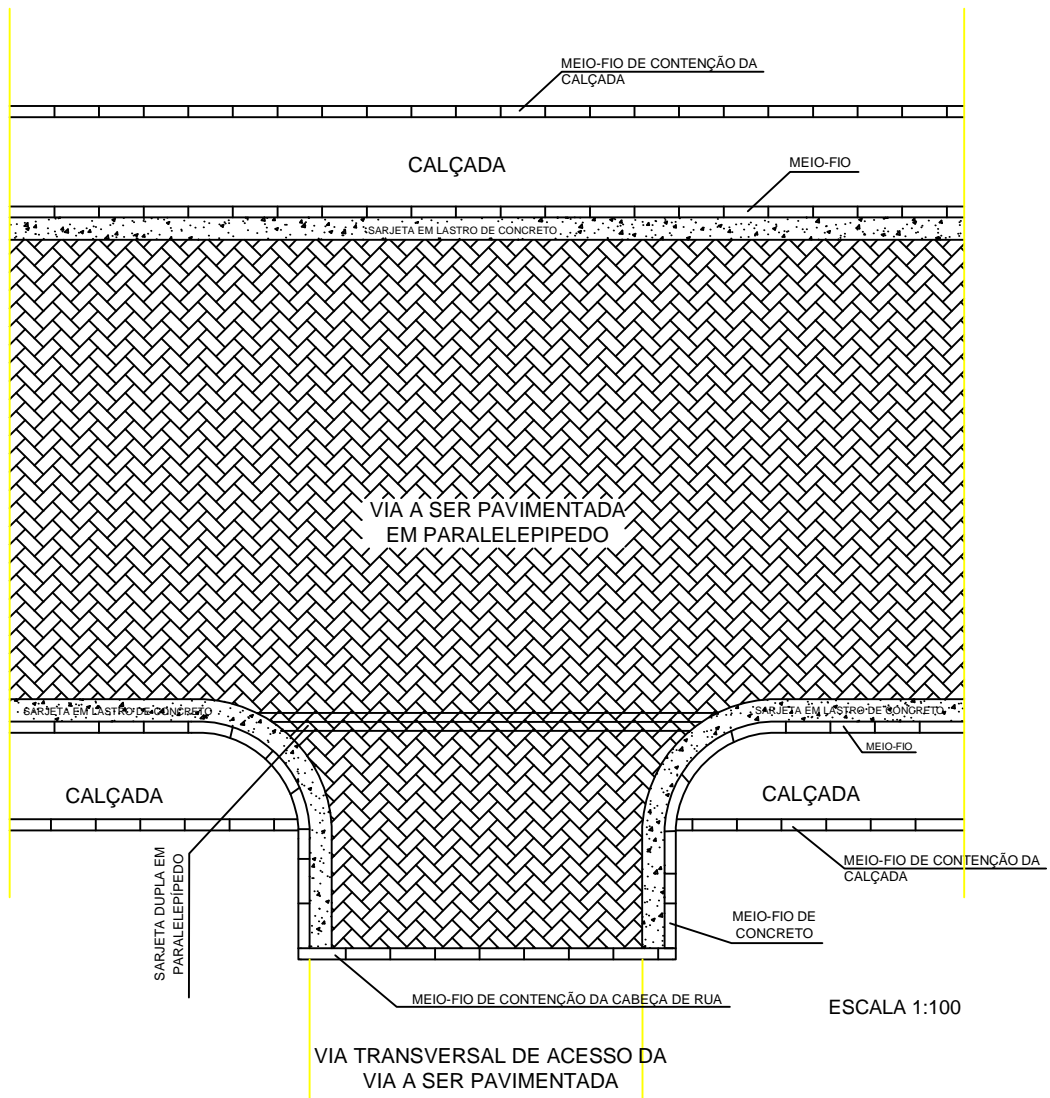 MEIO-FIO DE CONTENÇÃO DA
CALÇADA
CALÇADA
MEIO-FIO
SARJETA EM LASTRO DE CONCRETO
VIA A SER PAVIMENTADA
EM PARALELEPIPEDO
SARJETA EM LASTRO DE CONCRETO
SARJETA EM LASTRO DE CONCRETO
MEIO-FIO
CALÇADA
CALÇADA
SARJETA DUPLA EM
PARALELEPÍPEDO
MEIO-FIO DE CONTENÇÃO DA
CALÇADA
MEIO-FIO DE
CONCRETO
MEIO-FIO DE CONTENÇÃO DA CABEÇA DE RUA
ESCALA 1:100
VIA TRANSVERSAL DE ACESSO DA
VIA A SER PAVIMENTADA